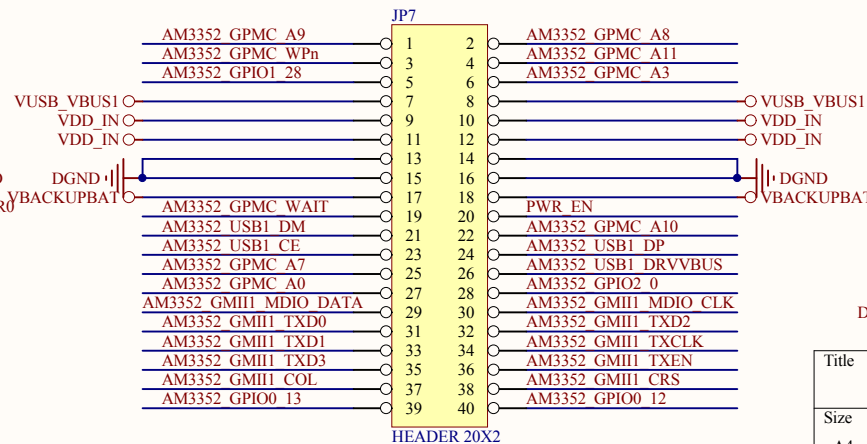 JP7
AM3352_GPMC_A9 1 2 AM3352_GPMC_A8
AM3352_GPMC_WPn 3 4 AM3352_GPMC_A11
AM3352_GPIO1_28 5 6 AM3352_GPMC_A3
VUSB_VBUS1 7 8 VUSB_VBUS1
VDD_IN 9 10 VDD_IN
VDD_IN 11 12 VDD_IN
13 14
DGND 15 16 DGND
VBACKUPBAT 17 18 VBACKUPBAT
AM3352_GPMC_WAIT 19 20 PWR_EN
AM3352_USB1_DM 21 22 AM3352_GPMC_A10
AM3352_USB1_CE 23 24 AM3352_USB1_DP
AM3352_GPMC_A7 25 26 AM3352_USB1_DRVVBUS
AM3352_GPMC_A0 27 28 AM3352_GPIO2_0
AM3352_GMII1_MDIO_DATA 29 30 AM3352_GMII1_MDIO_CLK
AM3352_GMII1_TXD0 31 32 AM3352_GMII1_TXD2
AM3352_GMII1_TXD1 33 34 AM3352_GMII1_TXCLK
AM3352_GMII1_TXD3 35 36 AM3352_GMII1_TXEN
AM3352_GMII1_COL 37 38 AM3352_GMII1_CRS
AM3352_GPIO0_13 39 40 AM3352_GPIO0_12
HEADER 20X2
Title
Size